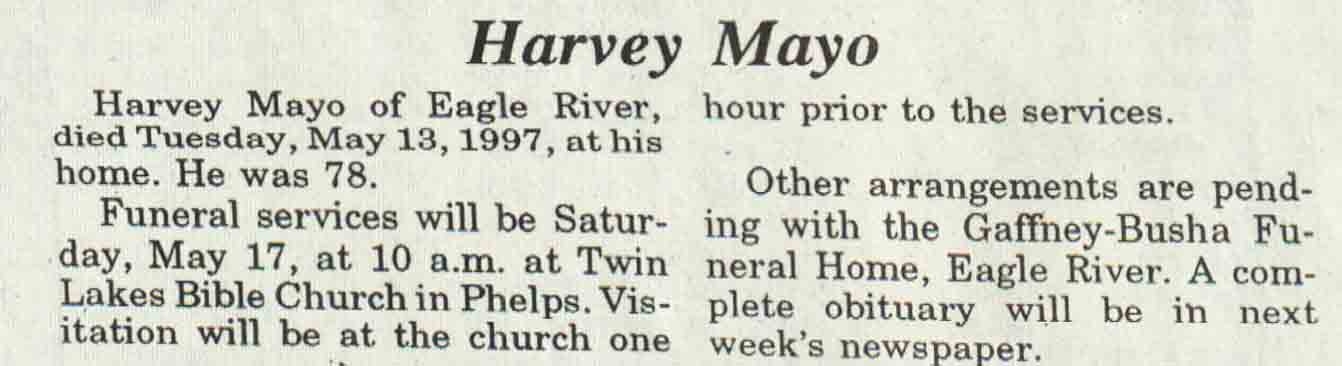 Harvey Mayo
Harvey Mayo of Eagle River,
died Tuesday, May 13, 1997, at his
home. He was 78.
Funeral services will be Satur-
day, May 17, at 10 a.m. at Twin
Lakes Bible Church in Phelps. Vis-
itation will be at the church one
hour prior to the services.
Other arrangements are pend-
ing with the Gaffney-Busha Fu-
neral Home, Eagle River. A com-
plete obituary will be in next
week's newspaper.